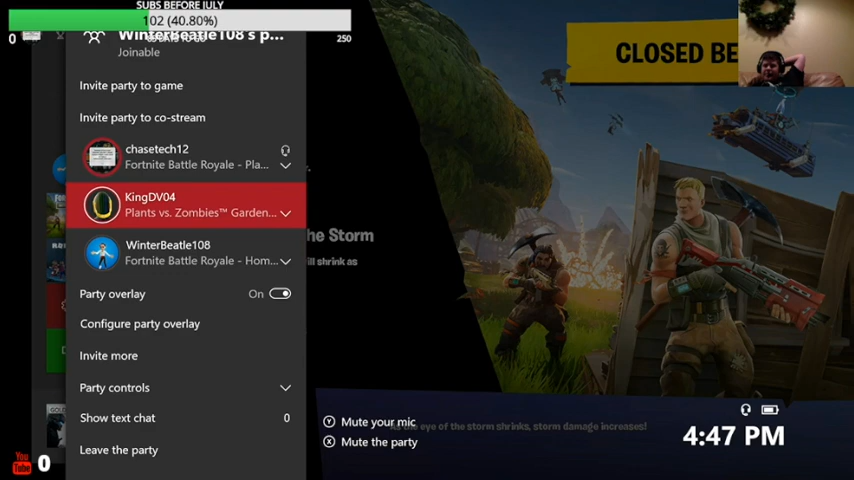 SUBS BEFORE JULY
102 (40.80%)
0
250
WinterBeatle108's p...
Joinable
CLOSED BE
Invite party to game
Invite party to co-stream
chasetech12
Fortnite Battle Royale - Pla...
KingDV04
Plants vs. Zombies™ Garden...
he Storm
WinterBeatle108
Fortnite Battle Royale - Hom...
ill shrink as
Party overlay
On
Configure party overlay
Invite more
Party controls
Show text chat
0
Leave the party
Ⓨ Mute your mic
As the eye of the storm shrinks, storm damage increases!
Ⓧ Mute the party
4:47 PM
You Tube
0